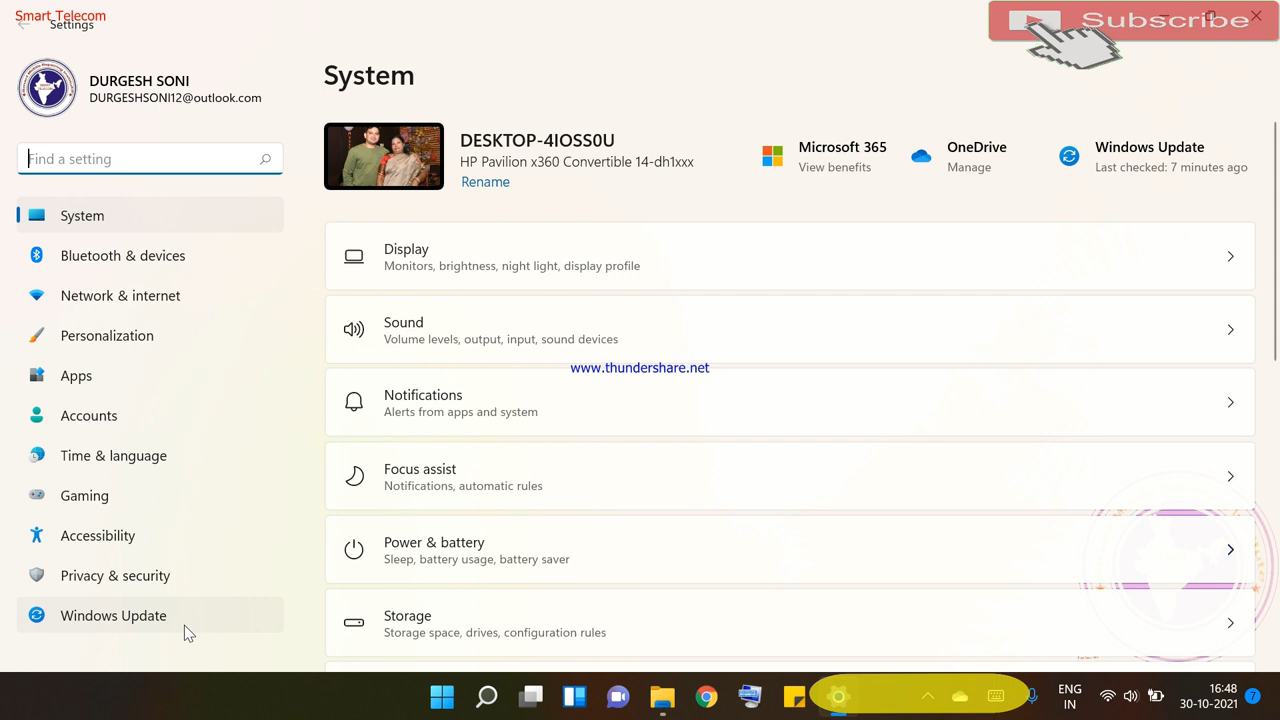 Smart Telecom
Settings
Subscribe
DURGESH SONI
DURGESHSONI12@outlook.com
Find a setting
System
Bluetooth & devices
Network & internet
Personalization
Apps
Accounts
Time & language
Gaming
Accessibility
Privacy & security
Windows Update
System
DESKTOP-4IOSS0U
HP Pavilion x360 Convertible 14-dh1xxx
Rename
Microsoft 365
View benefits
OneDrive
Manage
Windows Update
Last checked: 7 minutes ago
Display
Monitors, brightness, night light, display profile
Sound
Volume levels, output, input, sound devices
www.thundershare.net
Notifications
Alerts from apps and system
Focus assist
Notifications, automatic rules
Power & battery
Sleep, battery usage, battery saver
Storage
Storage space, drives, configuration rules
ENG
IN
16:48
30-10-2021
7